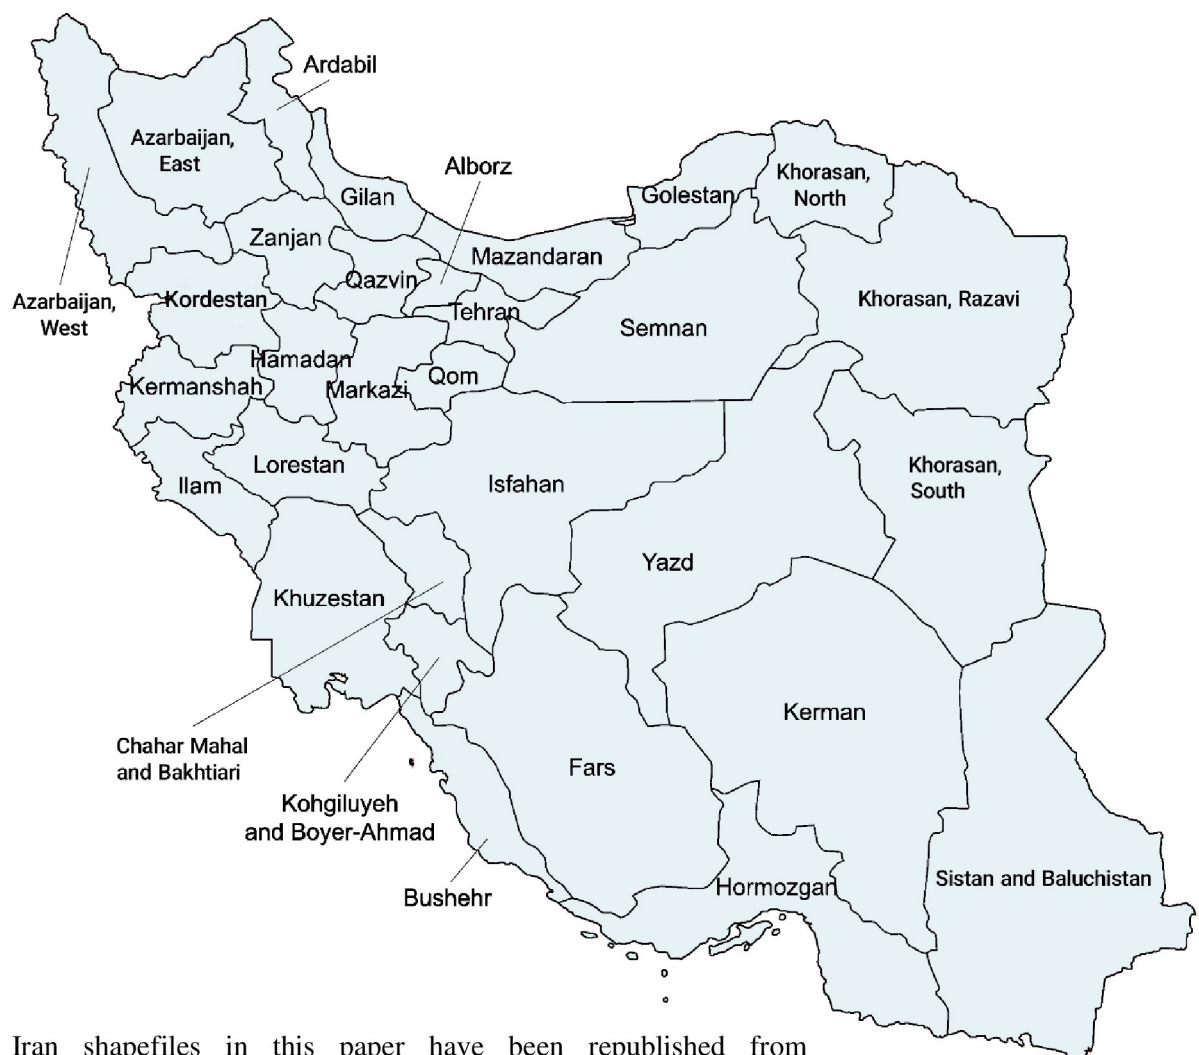 Ardabil
Azarbaijan,
East
Alborz
Gilan
Golestan
Khorasan,
North
Zanjan
Mazandaran
Qazvin
Azarbaijan,
West
Kordestan
Tehran
Semnan
Khorasan, Razavi
Hamadan
Kermanshah
Markazi
Qom
Lorestan
Ilam
Isfahan
Khorasan,
South
Yazd
Khuzestan
Kerman
Chahar Mahal
and Bakhtiari
Fars
Kohgiluyeh
and Boyer-Ahmad
Bushehr
Hormozgan
Sistan and Baluchistan
Iran shapefiles in this paper have been republished from